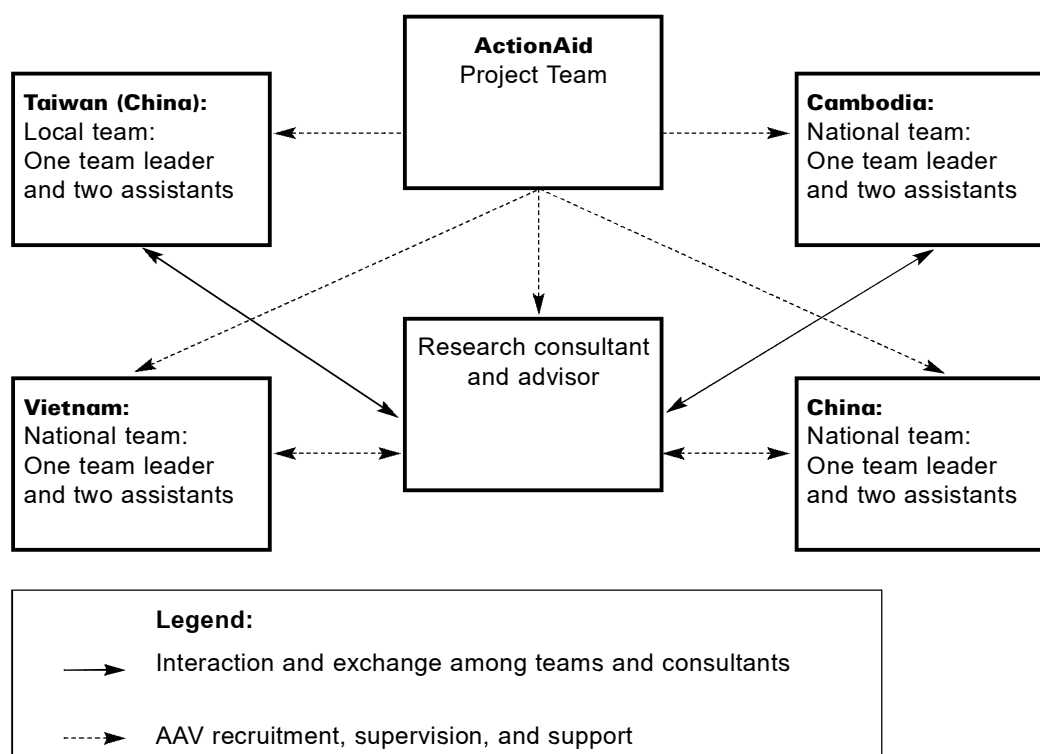 ActionAid
Project Team
Taiwan (China):
Local team:
One team leader
and two assistants
Cambodia:
National team:
One team leader
and two assistants
Research consultant
and advisor
Vietnam:
National team:
One team leader
and two assistants
China:
National team:
One team leader
and two assistants
Legend:
Interaction and exchange among teams and consultants
AAV recruitment, supervision, and support